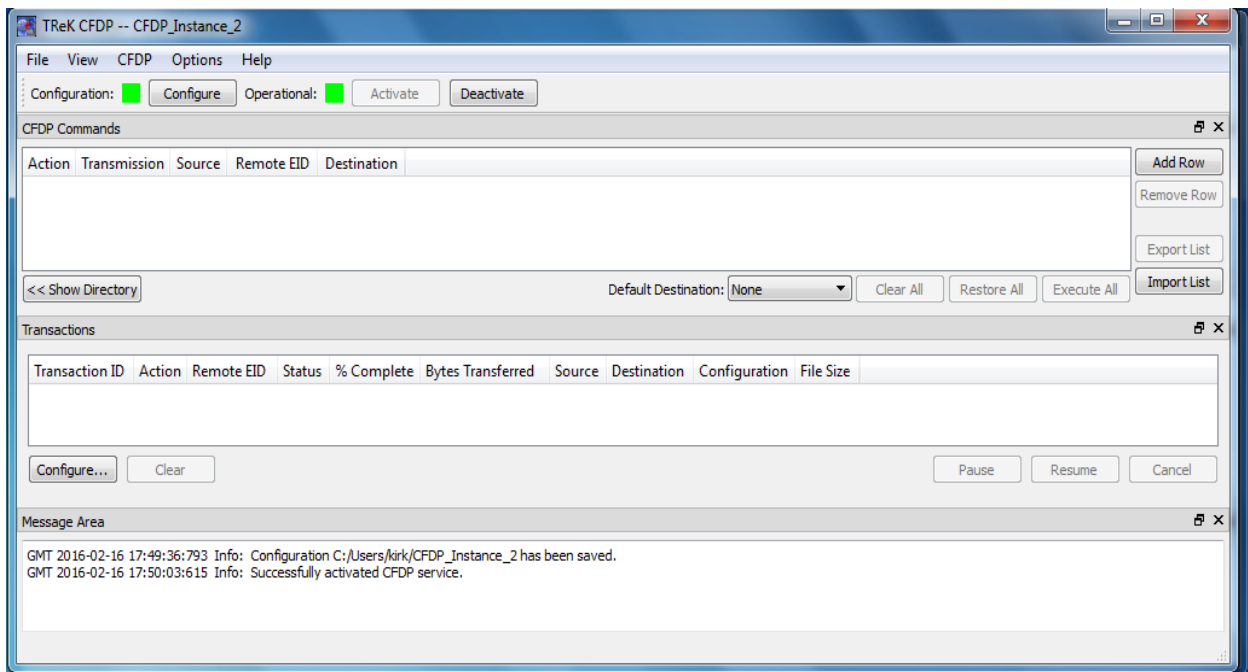 TReK CFDP -- CFDP_Instance_2
File View CFDP Options Help
Configuration: Configure Operational: Activate Deactivate
CFDP Commands
Action Transmission Source Remote EID Destination
Add Row
Remove Row
Export List
Import List
<< Show Directory Default Destination: None Clear All Restore All Execute All
Transactions
Transaction ID Action Remote EID Status % Complete Bytes Transferred Source Destination Configuration File Size
Configure... Clear Pause Resume Cancel
Message Area
GMT 2016-02-16 17:49:36:793 Info: Configuration C:/Users/kirk/CFDP_Instance_2 has been saved.
GMT 2016-02-16 17:50:03:615 Info: Successfully activated CFDP service.